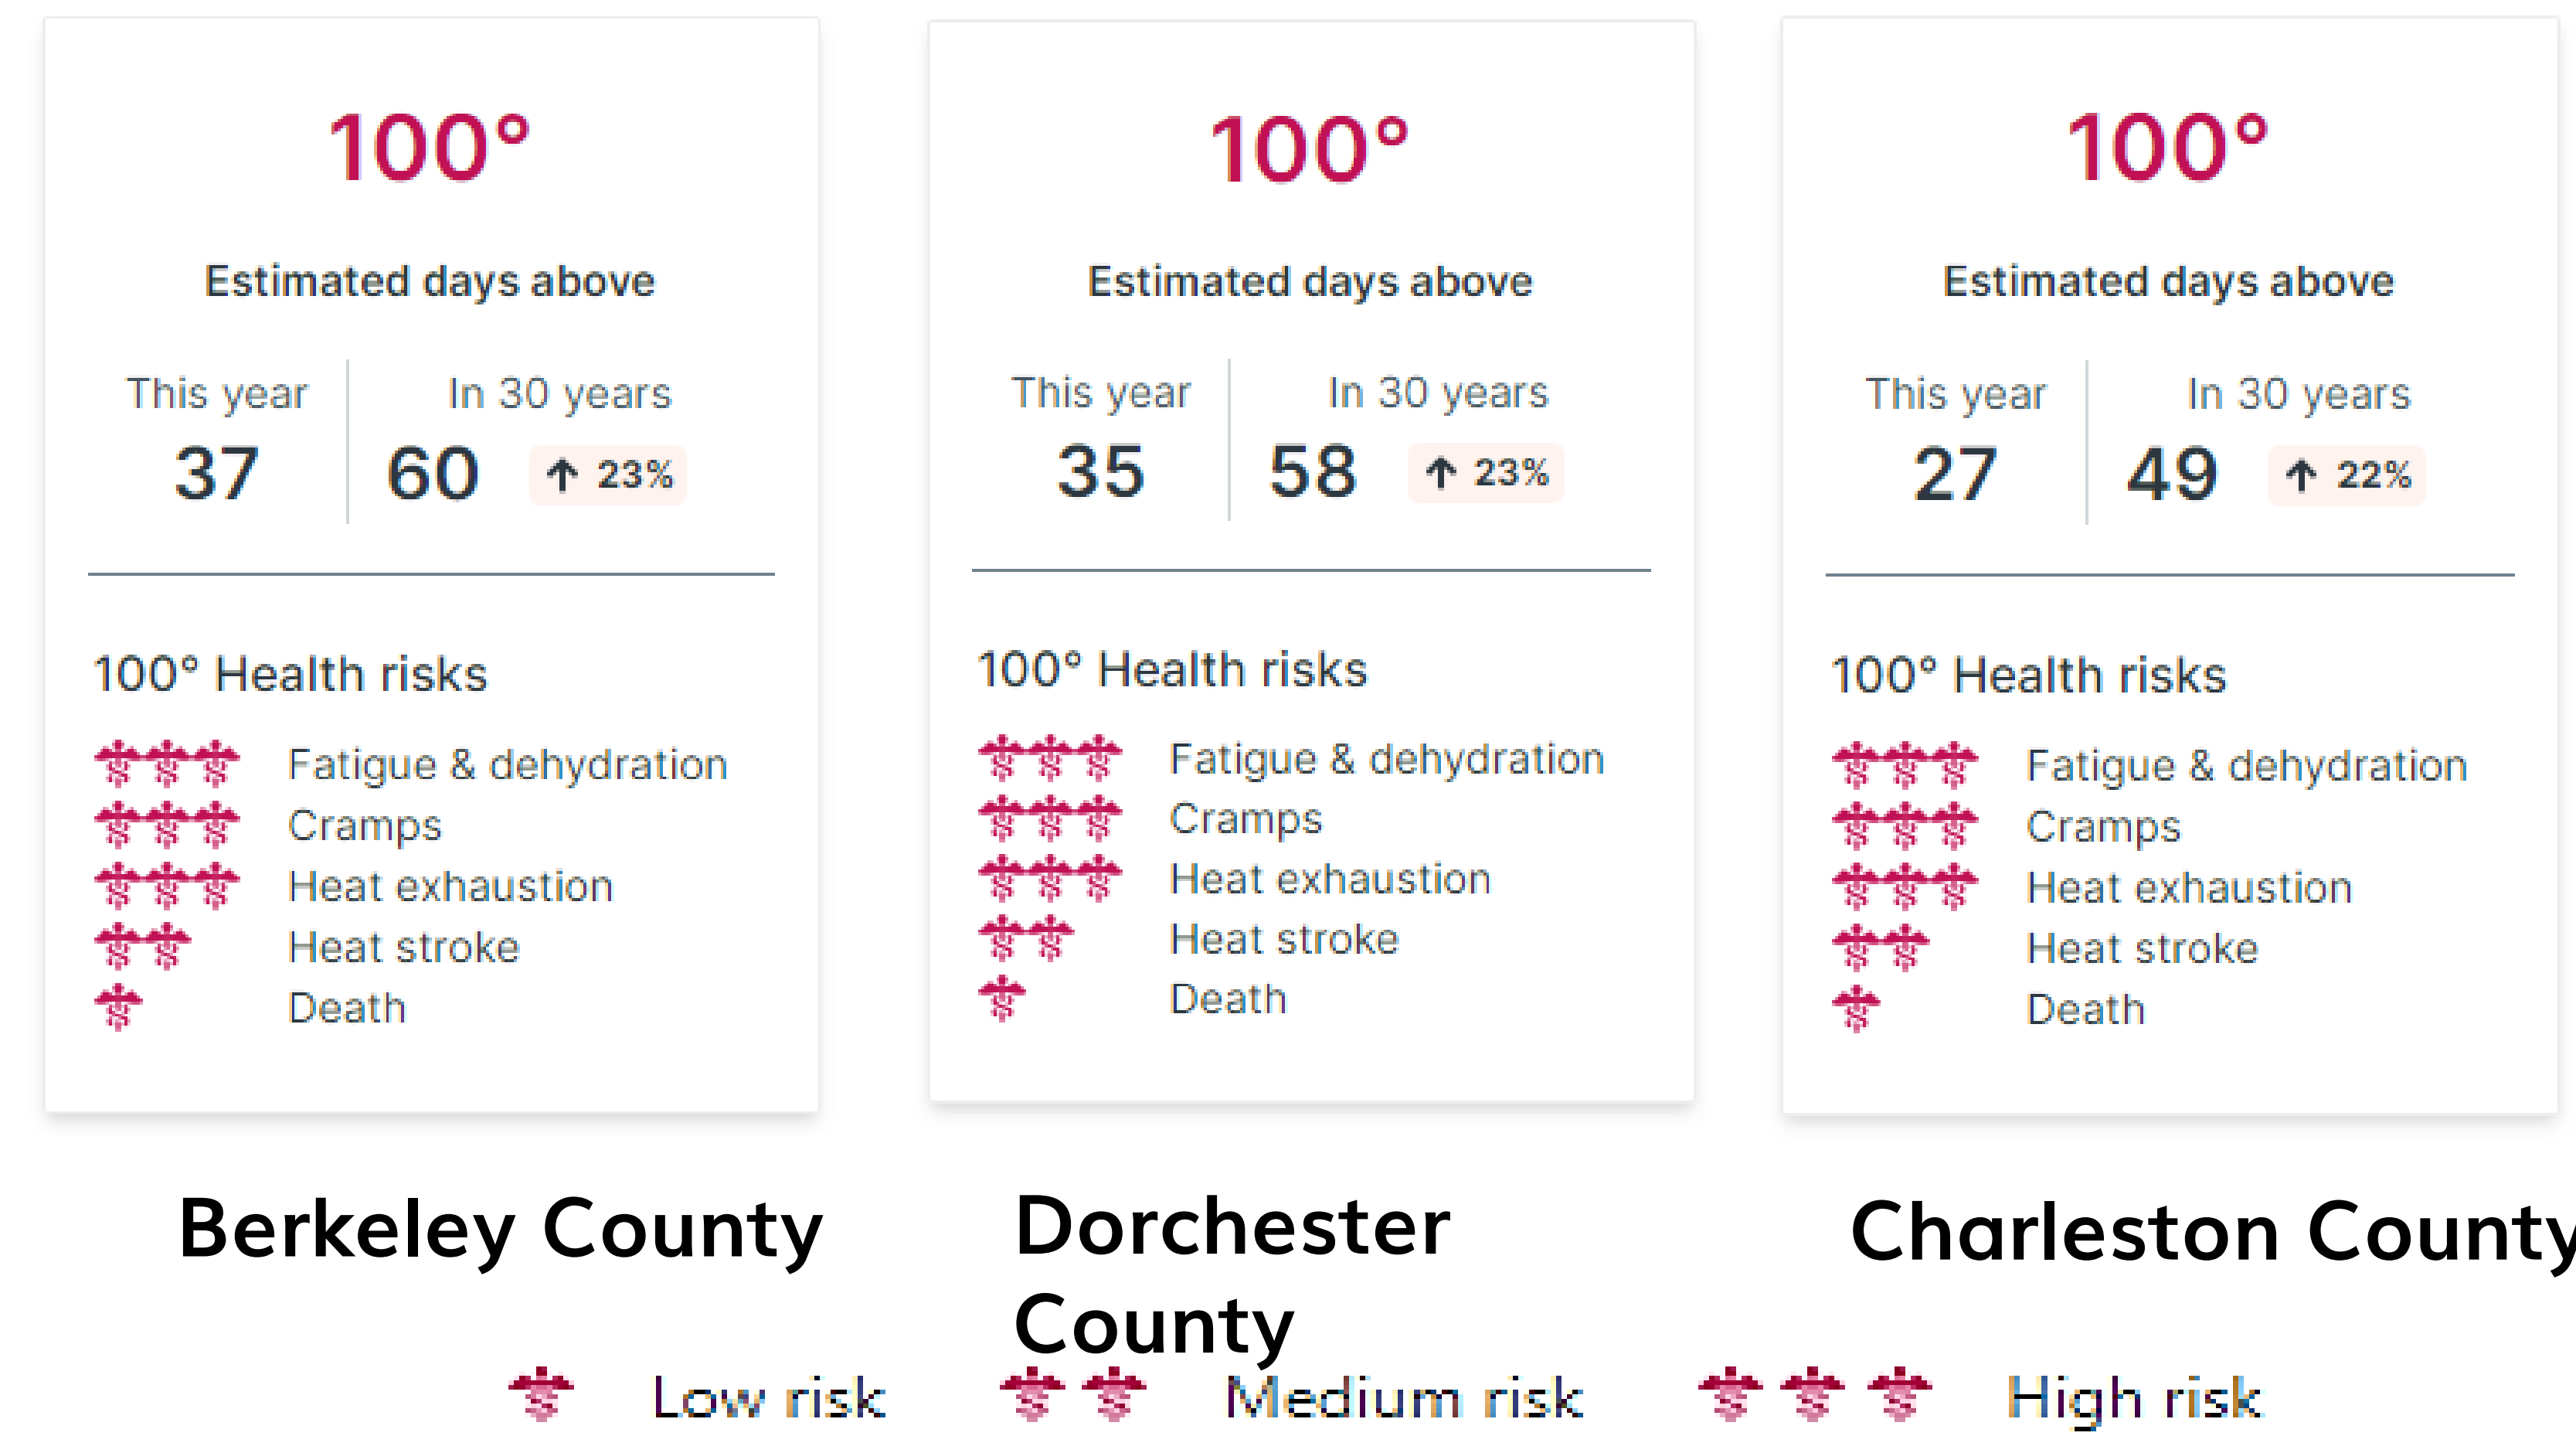 100°
Estimated days above
This year
In 30 years
37
60
↑ 23%
100° Health risks
Fatigue & dehydration
Cramps
Heat exhaustion
Heat stroke
Death
Berkeley County
100°
Estimated days above
This year
In 30 years
35
58
↑ 23%
100° Health risks
Fatigue & dehydration
Cramps
Heat exhaustion
Heat stroke
Death
Dorchester
County
100°
Estimated days above
This year
In 30 years
27
49
↑ 22%
100° Health risks
Fatigue & dehydration
Cramps
Heat exhaustion
Heat stroke
Death
Charleston County
Low risk
Medium risk
High risk